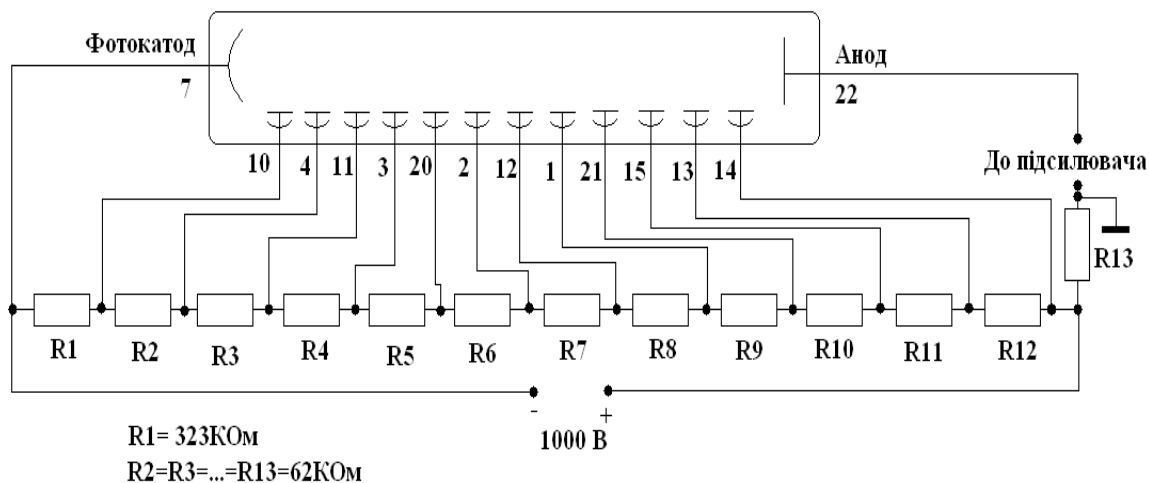 Фотокатод
7
Анод
22
10 4 11 3 20 2 12 1 21 15 13 14
До підсилювача
R13
R1 R2 R3 R4 R5 R6 R7 R8 R9 R10 R11 R12
- +
1000 В
R1= 323КОм
R2=R3=...=R13=62КОм